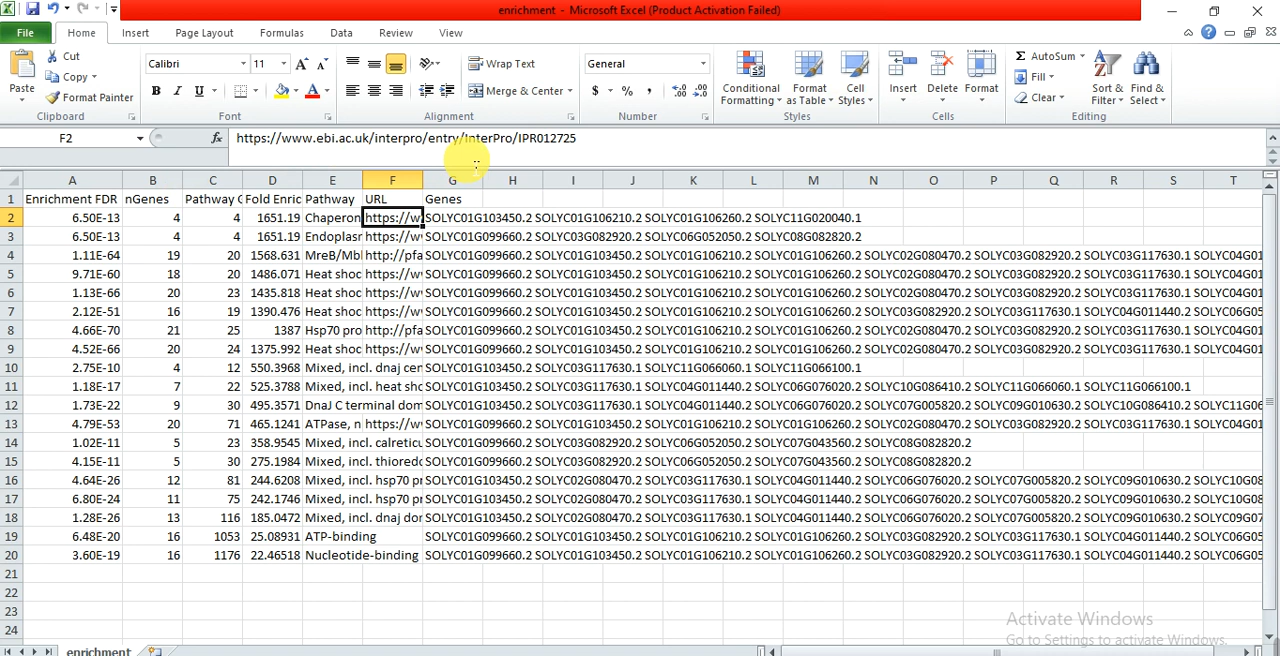 enrichment - Microsoft Excel (Product Activation Failed)
File Home Insert Page Layout Formulas Data Review View
Paste Cut Copy Format Painter Clipboard
Calibri 11 B I U Font
Wrap Text Merge & Center Alignment
General $ % , Number
Conditional Formatting Format as Table Cell Styles Styles
Insert Delete Format Cells
AutoSum Fill Clear Sort & Filter Find & Select Editing
F2 fx https://www.ebi.ac.uk/interpro/entry/InterPro/IPR012725
A B C D E F G H I J K L M N O P Q R S T
1 Enrichment FDR nGenes Pathway G Fold Enric Pathway URL Genes
2 6.50E-13 4 4 1651.19 Chaperon https://w SOLYC01G103450.2 SOLYC01G106210.2 SOLYC01G106260.2 SOLYC11G020040.1
3 6.50E-13 4 4 1651.19 Endoplasr https://w SOLYC01G099660.2 SOLYC03G082920.2 SOLYC06G052050.2 SOLYC08G082820.2
4 1.11E-64 19 20 1568.631 MreB/Mbl http://pfa SOLYC01G099660.2 SOLYC01G103450.2 SOLYC01G106210.2 SOLYC01G106260.2 SOLYC02G080470.2 SOLYC03G082920.2 SOLYC03G117630.1 SOLYC04G01
5 9.71E-60 18 20 1486.071 Heat shoc https://w SOLYC01G099660.2 SOLYC01G103450.2 SOLYC01G106210.2 SOLYC01G106260.2 SOLYC02G080470.2 SOLYC03G082920.2 SOLYC03G117630.1 SOLYC04G01
6 1.13E-66 20 23 1435.818 Heat shoc https://w SOLYC01G099660.2 SOLYC01G103450.2 SOLYC01G106210.2 SOLYC01G106260.2 SOLYC02G080470.2 SOLYC03G082920.2 SOLYC03G117630.1 SOLYC04G01
7 2.12E-51 16 19 1390.476 Heat shoc https://w SOLYC01G099660.2 SOLYC01G103450.2 SOLYC01G106210.2 SOLYC01G106260.2 SOLYC03G082920.2 SOLYC03G117630.1 SOLYC04G011440.2 SOLYC06G05
8 4.66E-70 21 25 1387 Hsp70 pro http://pfa SOLYC01G099660.2 SOLYC01G103450.2 SOLYC01G106210.2 SOLYC01G106260.2 SOLYC02G080470.2 SOLYC03G082920.2 SOLYC03G117630.1 SOLYC04G01
9 4.52E-66 20 24 1375.992 Heat shoc https://w SOLYC01G099660.2 SOLYC01G103450.2 SOLYC01G106210.2 SOLYC01G106260.2 SOLYC02G080470.2 SOLYC03G082920.2 SOLYC03G117630.1 SOLYC04G01
10 2.75E-10 4 12 550.3968 Mixed, incl. dnaj cen SOLYC01G103450.2 SOLYC03G117630.1 SOLYC11G066060.1 SOLYC11G066100.1
11 1.18E-17 7 22 525.3788 Mixed, incl. heat sho SOLYC01G103450.2 SOLYC03G117630.1 SOLYC04G011440.2 SOLYC06G076020.2 SOLYC10G086410.2 SOLYC11G066060.1 SOLYC11G066100.1
12 1.73E-22 9 30 495.3571 DnaJ C terminal dom SOLYC01G103450.2 SOLYC03G117630.1 SOLYC04G011440.2 SOLYC06G076020.2 SOLYC07G005820.2 SOLYC09G010630.2 SOLYC10G086410.2 SOLYC11G06
13 4.79E-53 20 71 465.1241 ATPase, n https://w SOLYC01G099660.2 SOLYC01G103450.2 SOLYC01G106210.2 SOLYC01G106260.2 SOLYC02G080470.2 SOLYC03G082920.2 SOLYC03G117630.1 SOLYC04G01
14 1.02E-11 5 23 358.9545 Mixed, incl. calreticu SOLYC01G099660.2 SOLYC03G082920.2 SOLYC06G052050.2 SOLYC07G043560.2 SOLYC08G082820.2
15 4.15E-11 5 30 275.1984 Mixed, incl. thioredo SOLYC01G099660.2 SOLYC03G082920.2 SOLYC06G052050.2 SOLYC07G043560.2 SOLYC08G082820.2
16 4.64E-26 12 81 244.6208 Mixed, incl. hsp70 pr SOLYC01G103450.2 SOLYC02G080470.2 SOLYC03G117630.1 SOLYC04G011440.2 SOLYC06G076020.2 SOLYC07G005820.2 SOLYC09G010630.2 SOLYC10G08
17 6.80E-24 11 75 242.1746 Mixed, incl. hsp70 pr SOLYC01G103450.2 SOLYC03G117630.1 SOLYC04G011440.2 SOLYC06G076020.2 SOLYC07G005820.2 SOLYC09G010630.2 SOLYC10G08
18 1.28E-26 13 116 185.0472 Mixed, incl. dnaj dor SOLYC01G103450.2 SOLYC02G080470.2 SOLYC03G117630.1 SOLYC04G011440.2 SOLYC06G076020.2 SOLYC07G005820.2 SOLYC09G010630.2 SOLYC09G07
19 6.48E-20 16 1053 25.08931 ATP-binding SOLYC01G099660.2 SOLYC01G103450.2 SOLYC01G106210.2 SOLYC01G106260.2 SOLYC03G082920.2 SOLYC03G117630.1 SOLYC04G011440.2 SOLYC06G05
20 3.60E-19 16 1176 22.46518 Nucleotide-binding SOLYC01G099660.2 SOLYC01G103450.2 SOLYC01G106210.2 SOLYC01G106260.2 SOLYC03G082920.2 SOLYC03G117630.1 SOLYC04G011440.2 SOLYC06G05
21
22
23
24
Activate Windows
Go to Settings to activate Windows.
enrichment